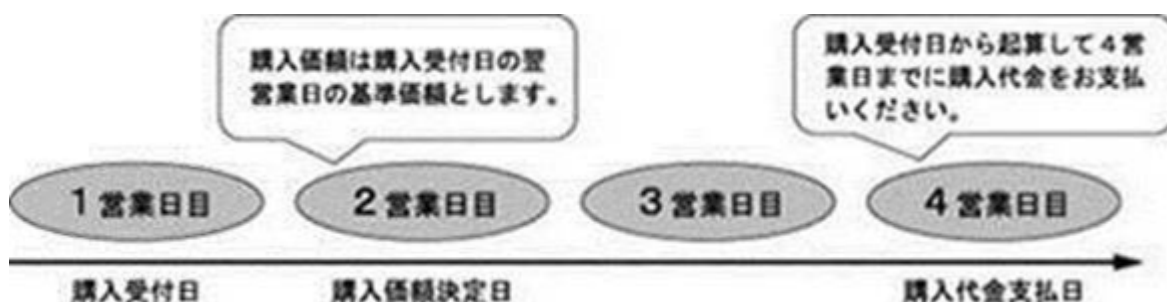 購入価額は購入受付日の翌
営業日の基準価額とします。
購入受付日から起算して4営
業日までに購入代金をお支払
いください。
1営業日目
2営業日目
3営業日目
4営業日目
購入受付日
購入価額決定日
購入代金支払日